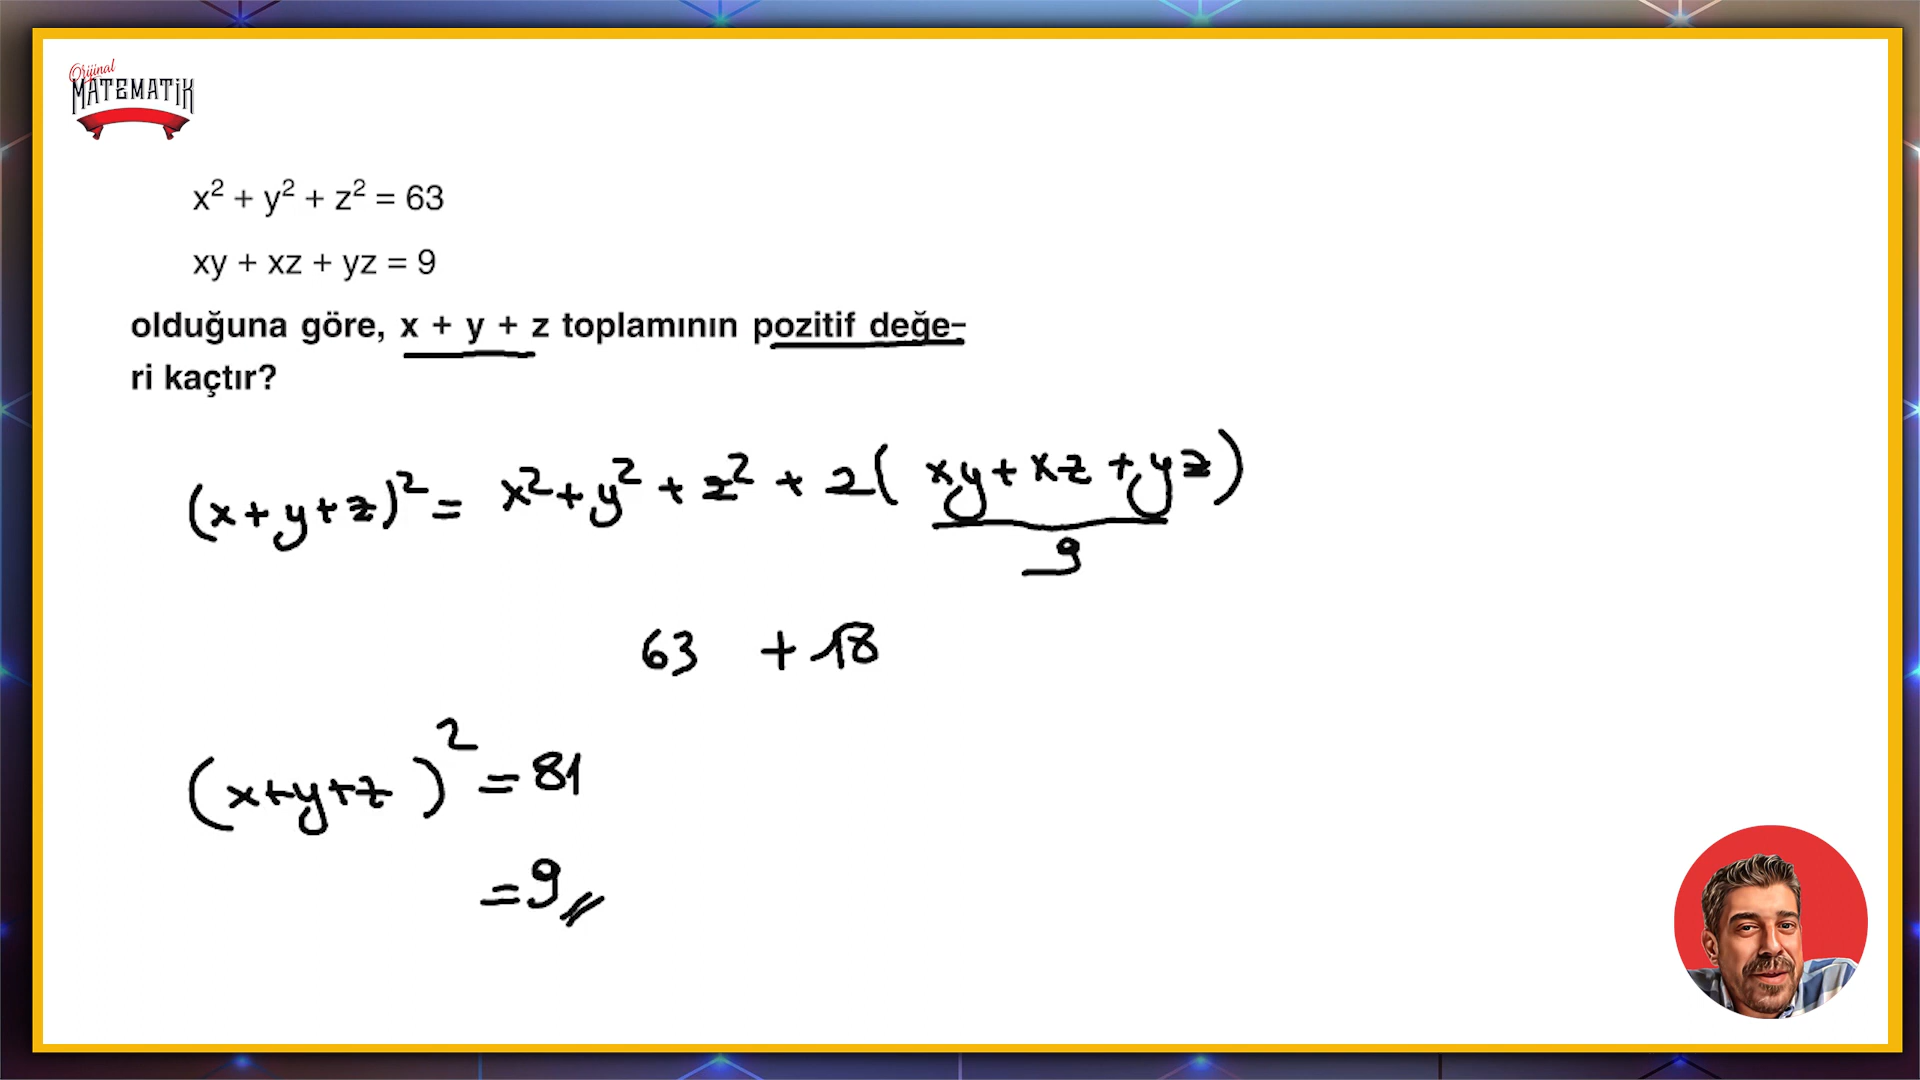 Orijinal
MATEMATİK
x² + y² + z² = 63
xy + xz + yz = 9
olduğuna göre, x + y + z toplamının pozitif değe-
ri kaçtır?
(x+y+z)² = x²+y²+z²+2(xy+xz+yz)
9
63 +18
(x+y+z)² = 81
=9